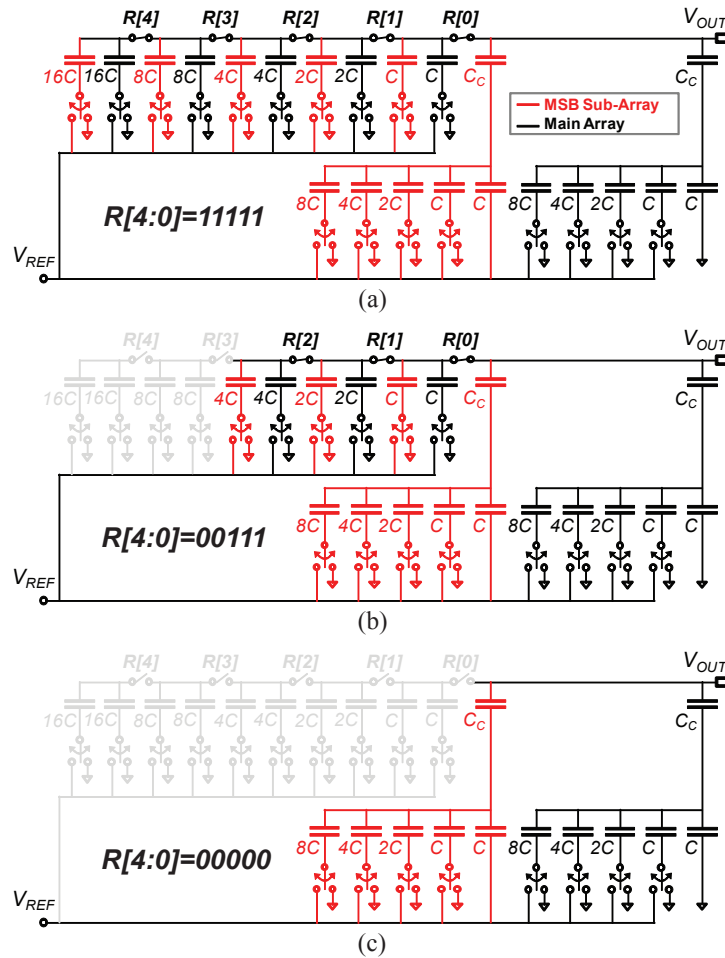 R[4] R[3] R[2] R[1] R[0] V_OUT
16C 16C 8C 8C 4C 4C 2C 2C C C C_C C_C
MSB Sub-Array
Main Array
8C 4C 2C C C 8C 4C 2C C C
R[4:0]=11111
V_REF
(a)
R[4] R[3] R[2] R[1] R[0] V_OUT
16C 16C 8C 8C 4C 4C 2C 2C C C C_C C_C
8C 4C 2C C C 8C 4C 2C C C
R[4:0]=00111
V_REF
(b)
R[4] R[3] R[2] R[1] R[0] V_OUT
16C 16C 8C 8C 4C 4C 2C 2C C C C_C C_C
8C 4C 2C C C 8C 4C 2C C C
R[4:0]=00000
V_REF
(c)